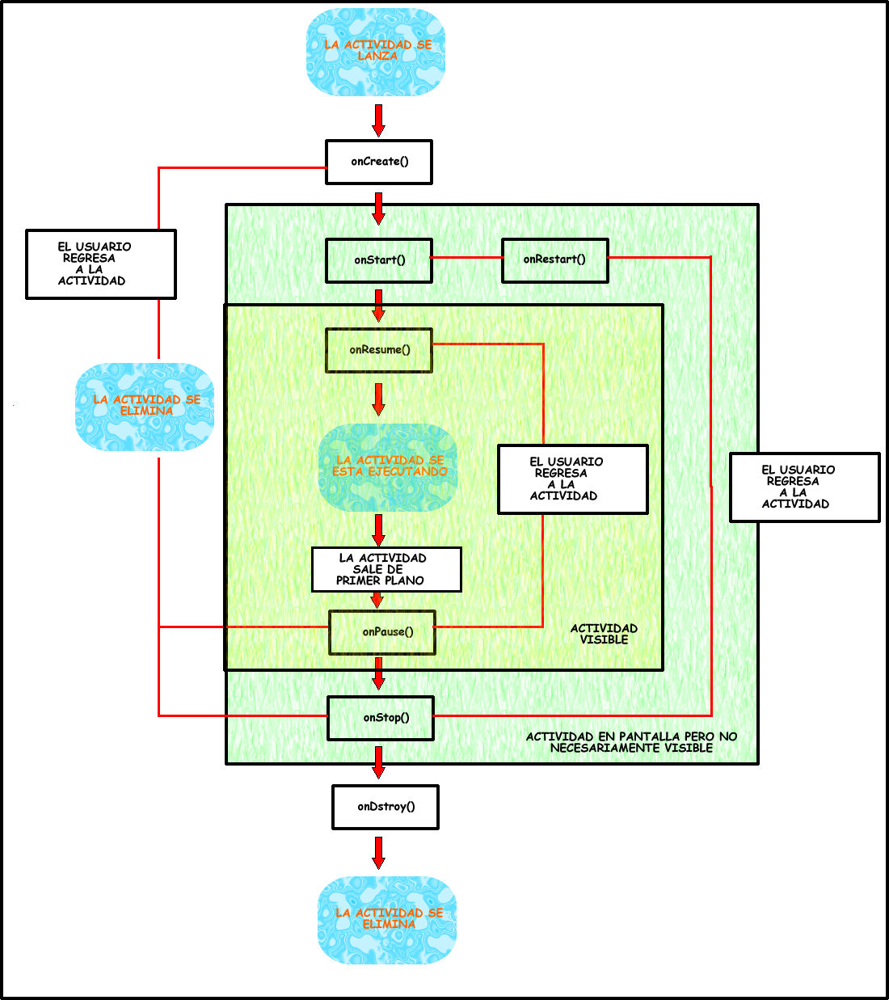 LA ACTIVIDAD SE
LANZA
onCreate()
EL USUARIO
REGRESA
A LA
ACTIVIDAD
onStart()
onRestart()
onResume()
LA ACTIVIDAD SE
ELIMINA
LA ACTIVIDAD SE
ESTA EJECUTANDO
EL USUARIO
REGRESA
A LA
ACTIVIDAD
EL USUARIO
REGRESA
A LA
ACTIVIDAD
LA ACTIVIDAD
SALE DE
PRIMER PLANO
onPause()
ACTIVIDAD
VISIBLE
onStop()
ACTIVIDAD EN PANTALLA PERO NO
NECESARIAMENTE VISIBLE
onDstroy()
LA ACTIVIDAD SE
ELIMINA